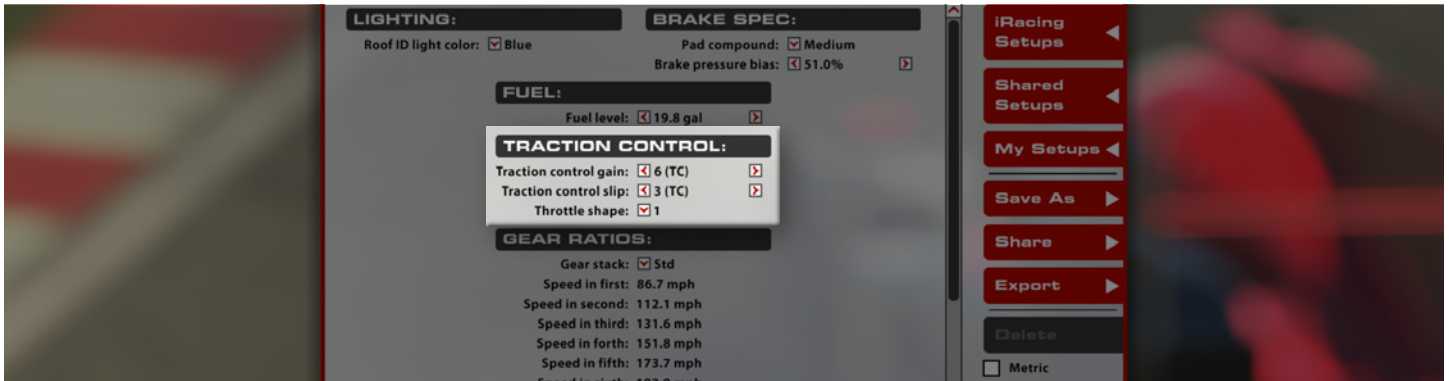 LIGHTING:
Roof ID light color: Blue
BRAKE SPEC:
Pad compound: Medium
Brake pressure bias: 51.0%
FUEL:
Fuel level: 19.8 gal
TRACTION CONTROL:
Traction control gain: 6 (TC)
Traction control slip: 3 (TC)
Throttle shape: 1
GEAR RATIOS:
Gear stack: Std
Speed in first: 86.7 mph
Speed in second: 112.1 mph
Speed in third: 131.6 mph
Speed in forth: 151.8 mph
Speed in fifth: 173.7 mph
iRacing
Setups
Shared
Setups
My Setups
Save As
Share
Export
Delete
Metric